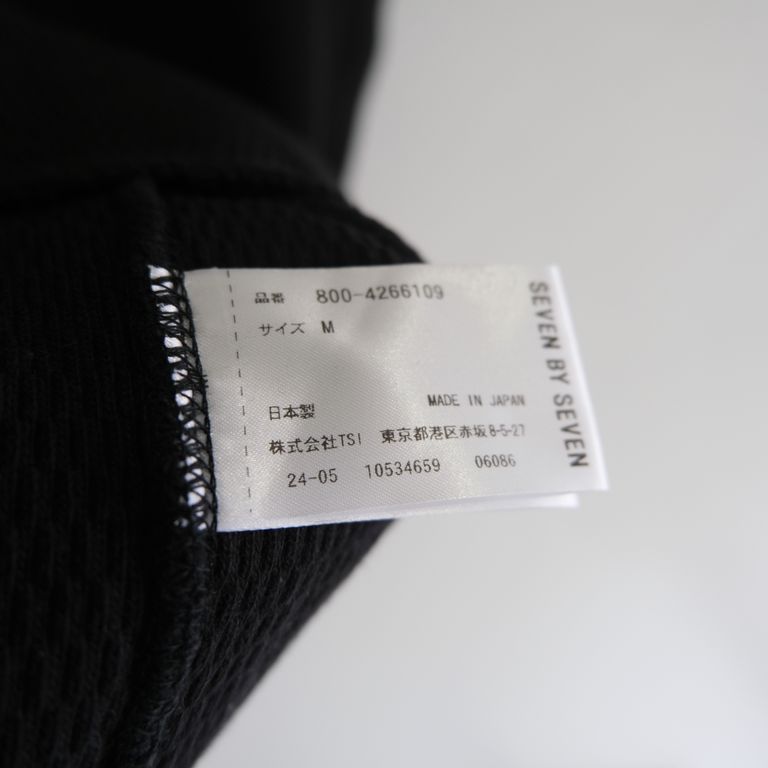 品番 800-4266109
サイズ M
日本製 MADE IN JAPAN
株式会社TSI 東京都港区赤坂8-5-27
24-05 10534659 06086
SEVEN BY SEVEN